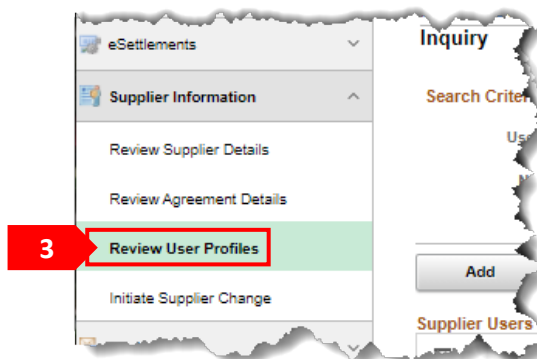 eSettlements
Supplier Information
Review Supplier Details
Review Agreement Details
3
Review User Profiles
Initiate Supplier Change
Inquiry
Search
Add
Supplier Users